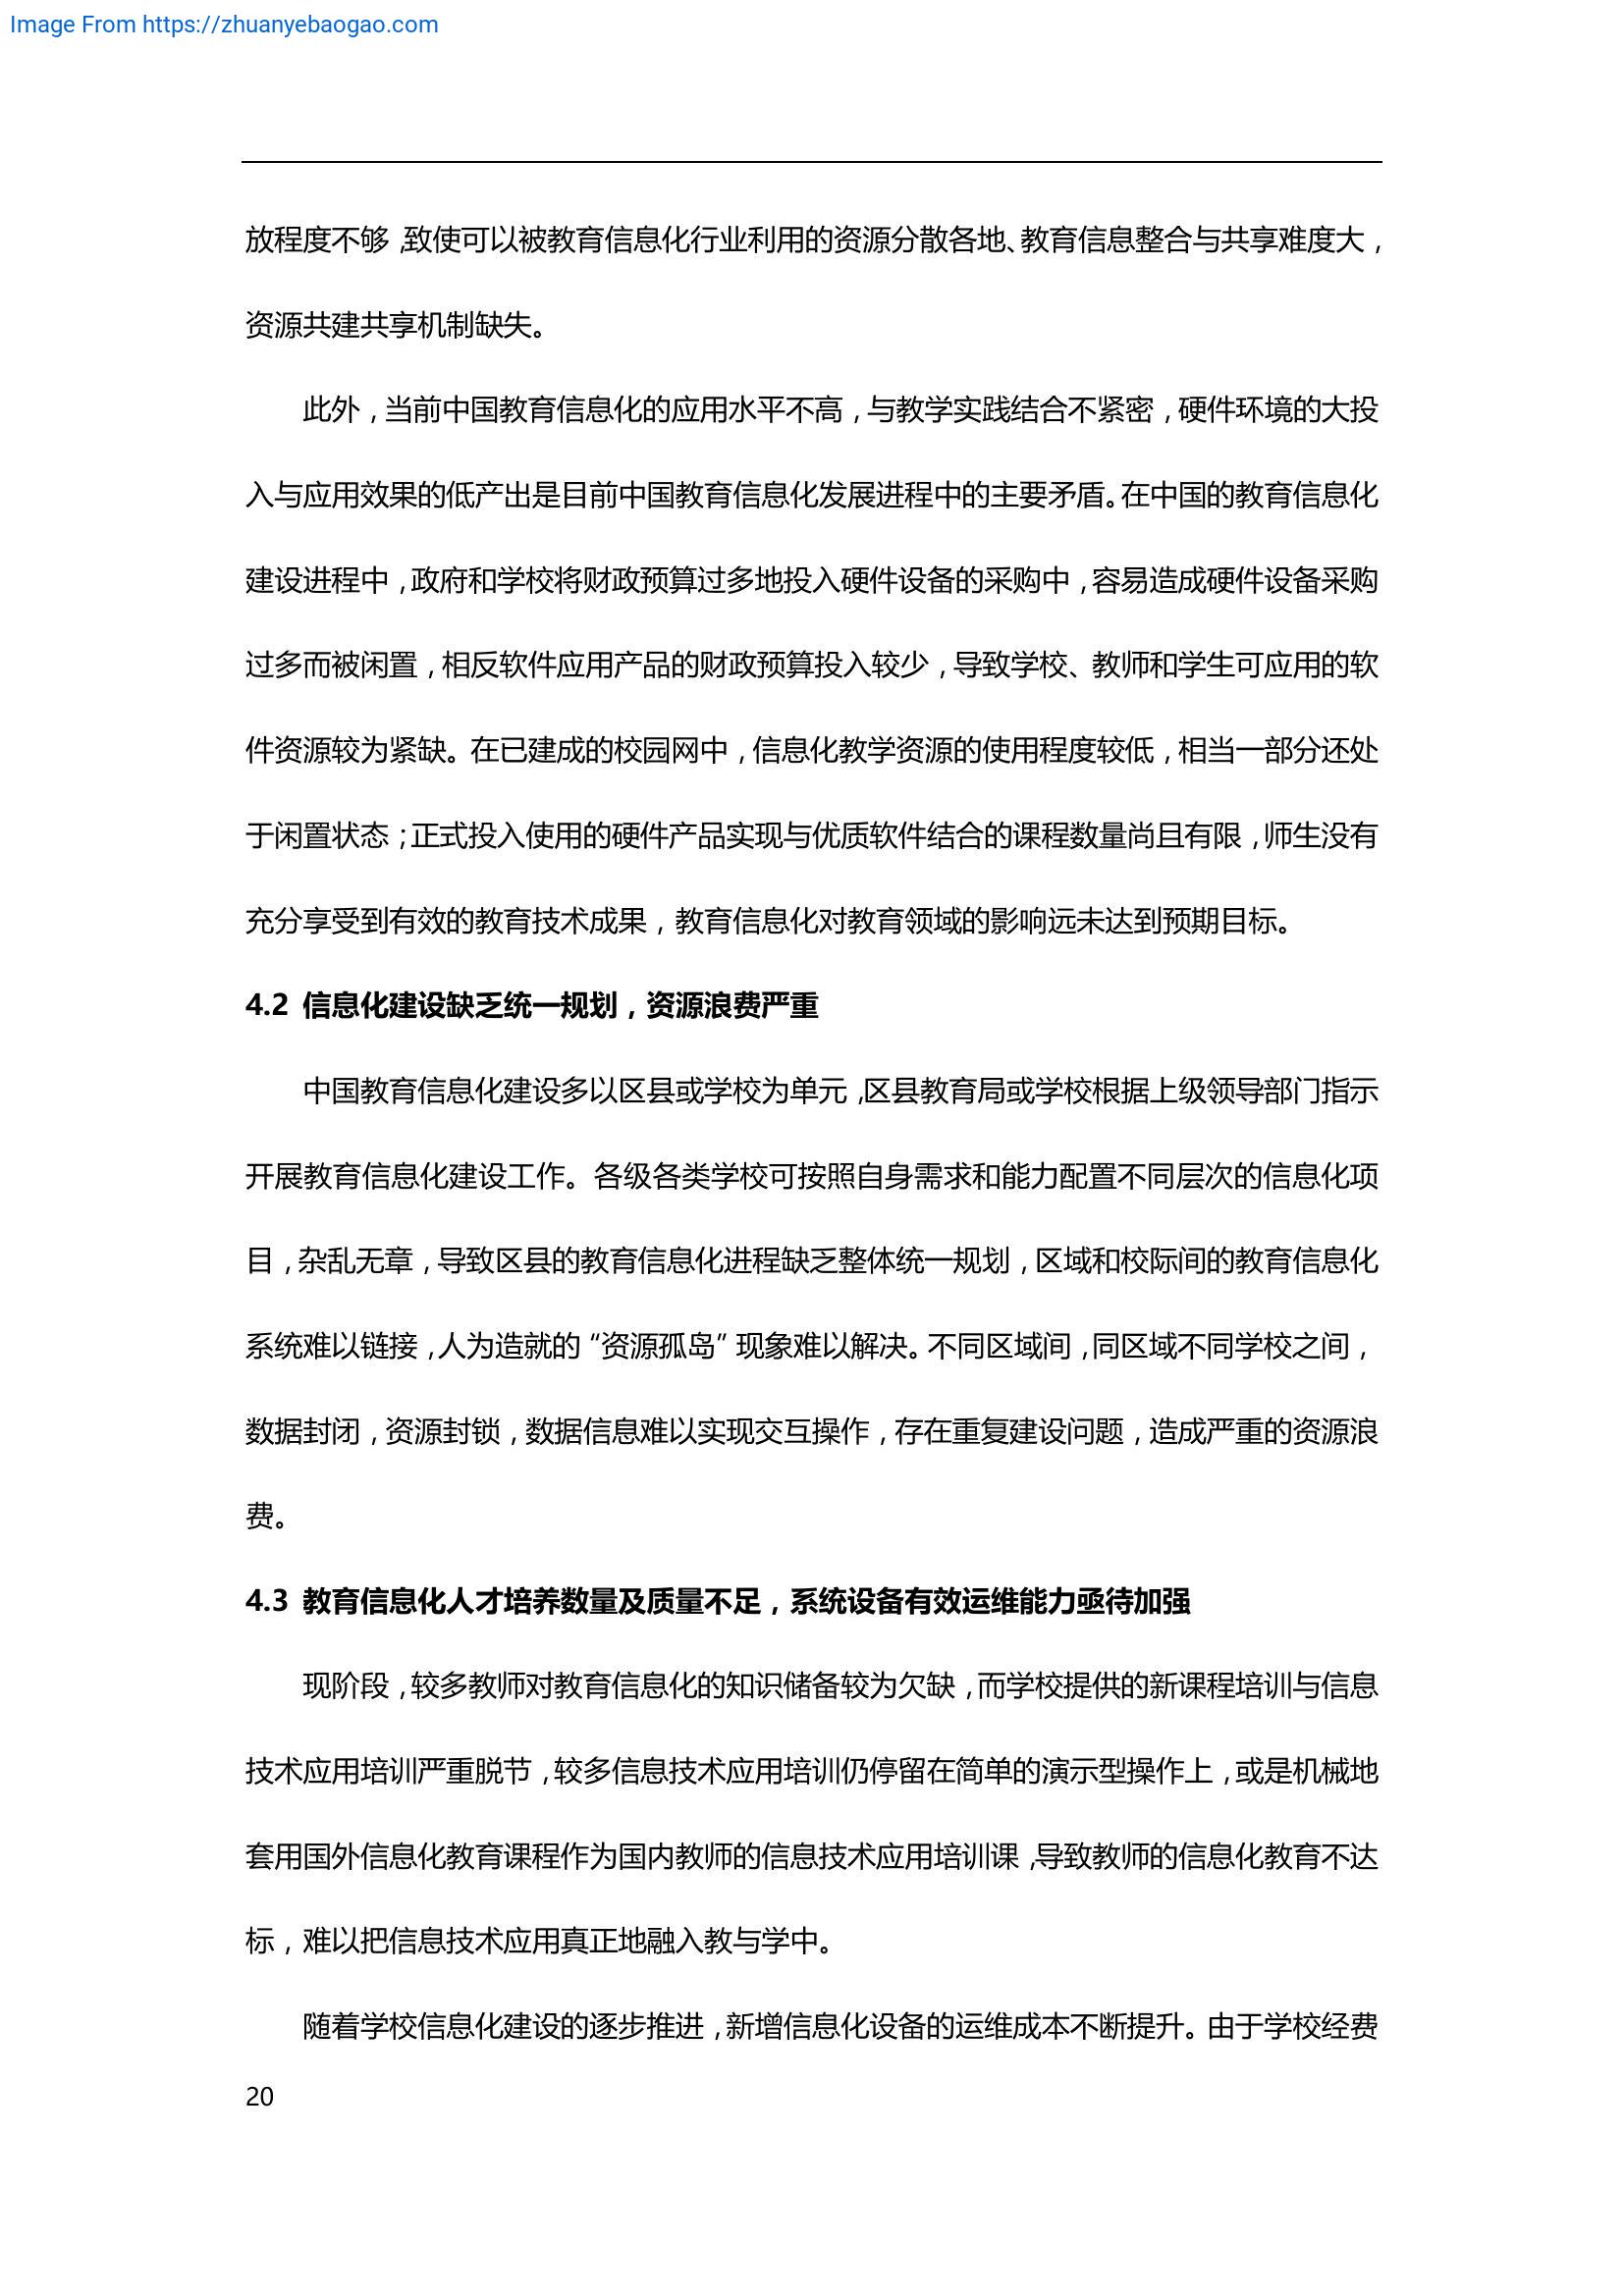 Image From https://zhuanyebaogao.com
放程度不够，致使可以被教育信息化行业利用的资源分散各地、教育信息整合与共享难度大，
资源共建共享机制缺失。
此外，当前中国教育信息化的应用水平不高，与教学实践结合不紧密，硬件环境的大投
入与应用效果的低产出是目前中国教育信息化发展进程中的主要矛盾。在中国的教育信息化
建设进程中，政府和学校将财政预算过多地投入硬件设备的采购中，容易造成硬件设备采购
过多而被闲置，相反软件应用产品的财政预算投入较少，导致学校、教师和学生可应用的软
件资源较为紧缺。在已建成的校园网中，信息化教学资源的使用程度较低，相当一部分还处
于闲置状态；正式投入使用的硬件产品实现与优质软件结合的课程数量尚且有限，师生没有
充分享受到有效的教育技术成果，教育信息化对教育领域的影响远未达到预期目标。
4.2 信息化建设缺乏统一规划，资源浪费严重
中国教育信息化建设多以区县或学校为单元，区县教育局或学校根据上级领导部门指示
开展教育信息化建设工作。各级各类学校可按照自身需求和能力配置不同层次的信息化项
目，杂乱无章，导致区县的教育信息化进程缺乏整体统一规划，区域和校际间的教育信息化
系统难以链接，人为造就的“资源孤岛”现象难以解决。不同区域间，同区域不同学校之间，
数据封闭，资源封锁，数据信息难以实现交互操作，存在重复建设问题，造成严重的资源浪
费。
4.3 教育信息化人才培养数量及质量不足，系统设备有效运维能力亟待加强
现阶段，较多教师对教育信息化的知识储备较为欠缺，而学校提供的新课程培训与信息
技术应用培训严重脱节，较多信息技术应用培训仍停留在简单的演示型操作上，或是机械地
套用国外信息化教育课程作为国内教师的信息技术应用培训课，导致教师的信息化教育不达
标，难以把信息技术应用真正地融入教与学中。
随着学校信息化建设的逐步推进，新增信息化设备的运维成本不断提升。由于学校经费
20